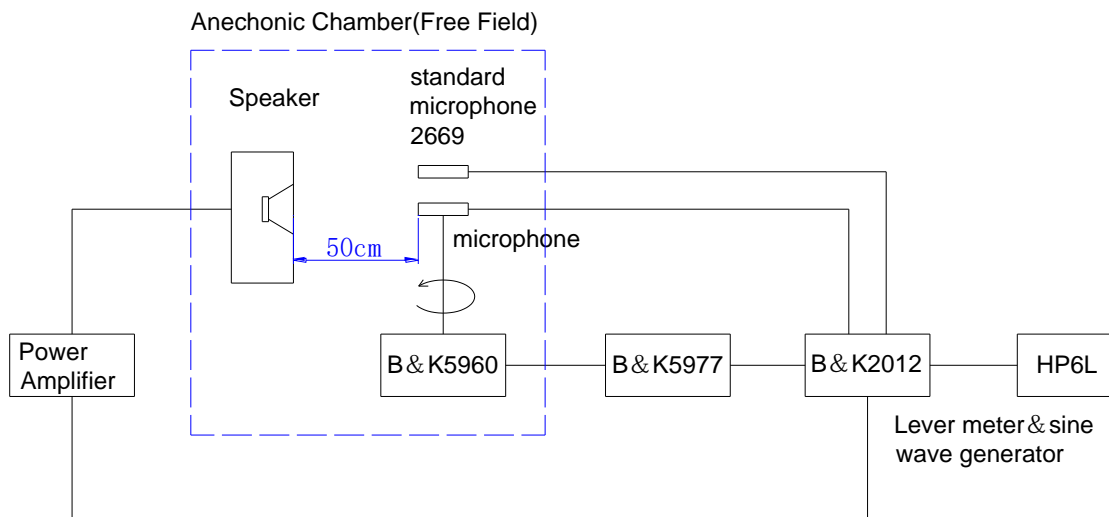 Anechonic Chamber(Free Field)
Speaker
standard
microphone
2669
microphone
50cm
Power
Amplifier
B&K5960
B&K5977
B&K2012
HP6L
Lever meter&sine
wave generator